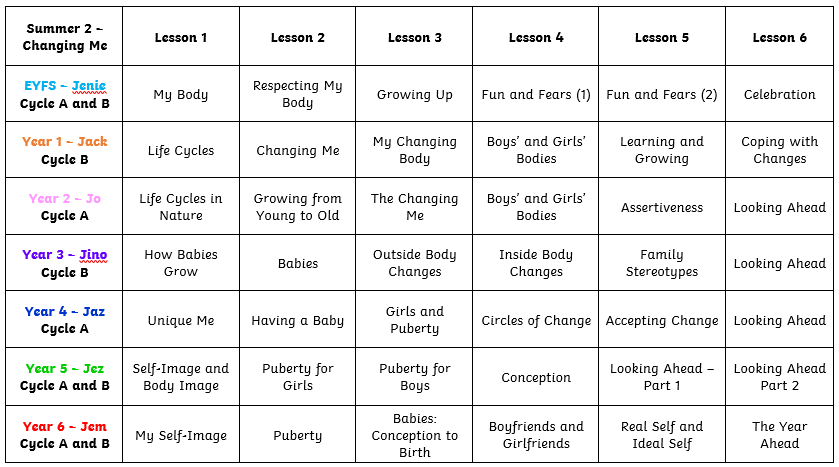 Summer 2 ~
Changing Me
Lesson 1
Lesson 2
Lesson 3
Lesson 4
Lesson 5
Lesson 6
EYFS ~ Jenie
Cycle A and B
My Body
Respecting My
Body
Growing Up
Fun and Fears (1)
Fun and Fears (2)
Celebration
Year 1 ~ Jack
Cycle B
Life Cycles
Changing Me
My Changing
Body
Boys’ and Girls’
Bodies
Learning and
Growing
Coping with
Changes
Year 2 ~ Jo
Cycle A
Life Cycles in
Nature
Growing from
Young to Old
The Changing
Me
Boys’ and Girls’
Bodies
Assertiveness
Looking Ahead
Year 3 ~ Jino
Cycle B
How Babies
Grow
Babies
Outside Body
Changes
Inside Body
Changes
Family
Stereotypes
Looking Ahead
Year 4 ~ Jaz
Cycle A
Unique Me
Having a Baby
Girls and
Puberty
Circles of Change
Accepting Change
Looking Ahead
Year 5 ~ Jez
Cycle A and B
Self-Image and
Body Image
Puberty for
Girls
Puberty for
Boys
Conception
Looking Ahead –
Part 1
Looking Ahead
Part 2
Year 6 ~ Jem
Cycle A and B
My Self-Image
Puberty
Babies:
Conception to
Birth
Boyfriends and
Girlfriends
Real Self and
Ideal Self
The Year
Ahead